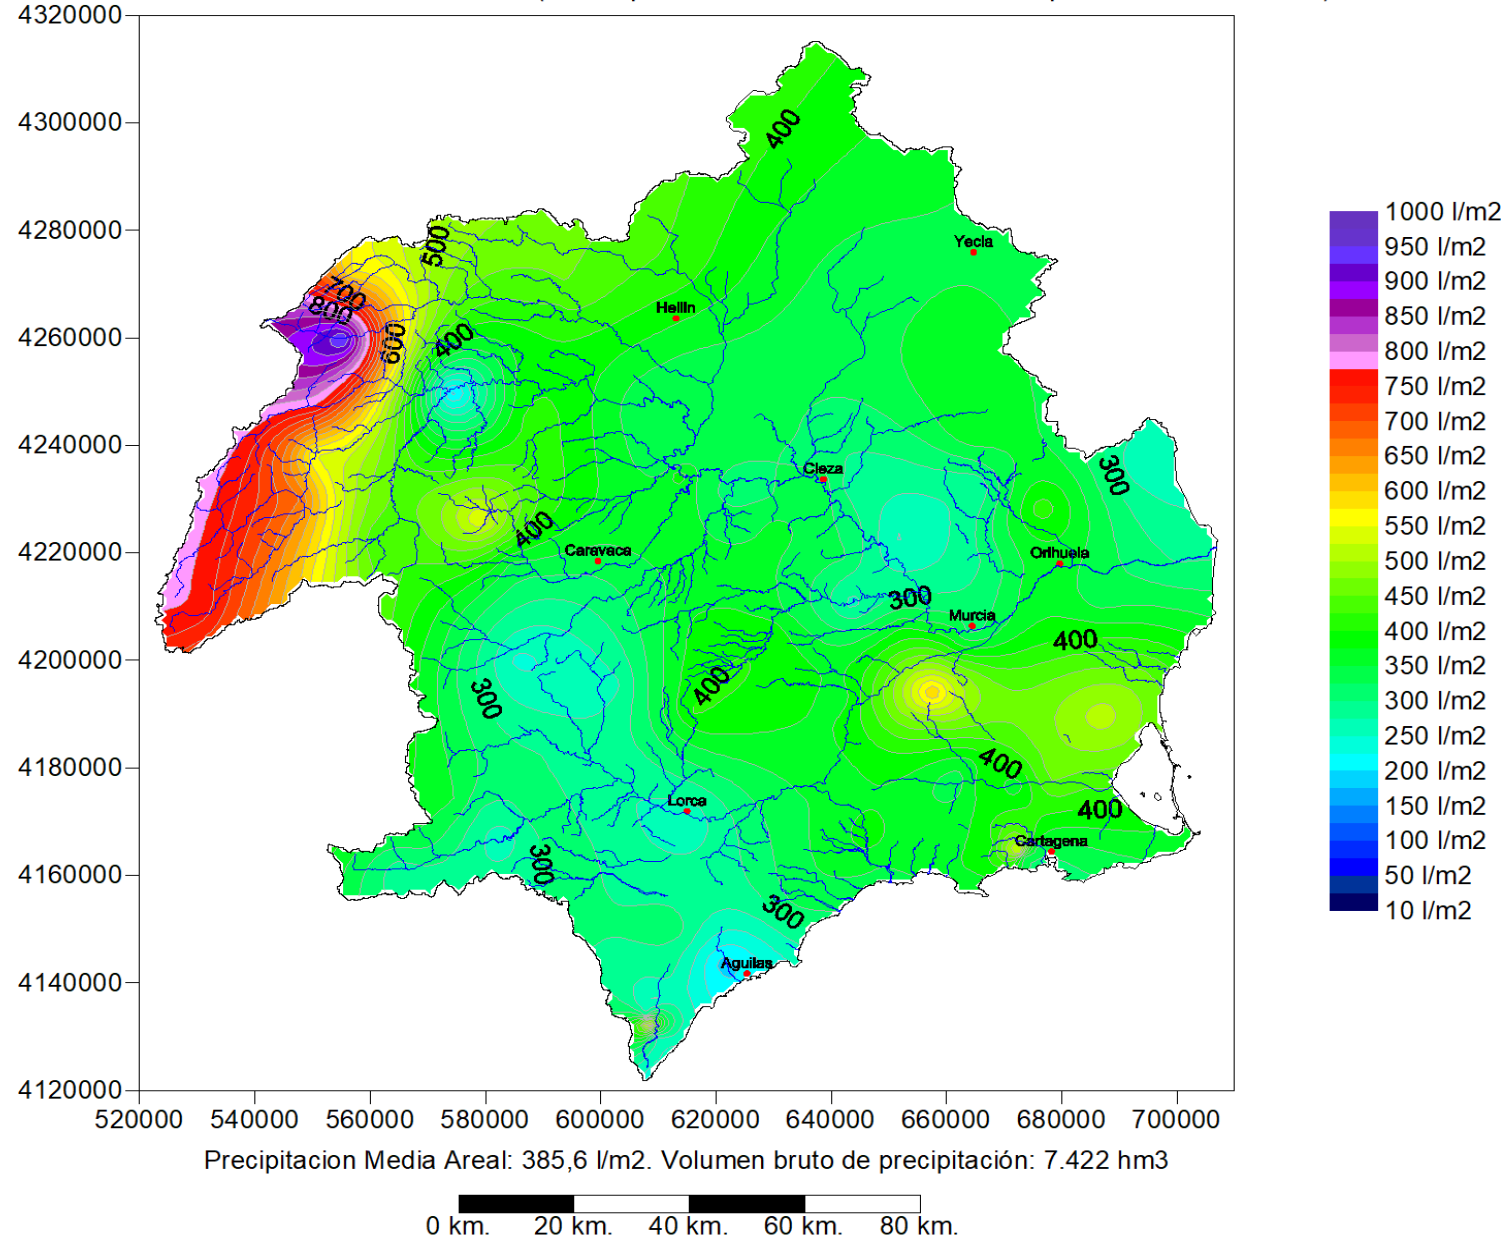 4320000
4300000
4280000
4260000
4240000
4220000
4200000
4180000
4160000
4140000
4120000
520000 540000 560000 580000 600000 620000 640000 660000 680000 700000
400
500
Yecla
700
800
Hellin
600
400
Cieza
300
400
Caravaca
Orihuela
300
Murcia
400
300
400
400
Lorca
400
Cartagena
300
300
Aguilas
1000 l/m2
950 l/m2
900 l/m2
850 l/m2
800 l/m2
750 l/m2
700 l/m2
650 l/m2
600 l/m2
550 l/m2
500 l/m2
450 l/m2
400 l/m2
350 l/m2
300 l/m2
250 l/m2
200 l/m2
150 l/m2
100 l/m2
50 l/m2
10 l/m2
Precipitacion Media Areal: 385,6 l/m2. Volumen bruto de precipitación: 7.422 hm3
0 km. 20 km. 40 km. 60 km. 80 km.